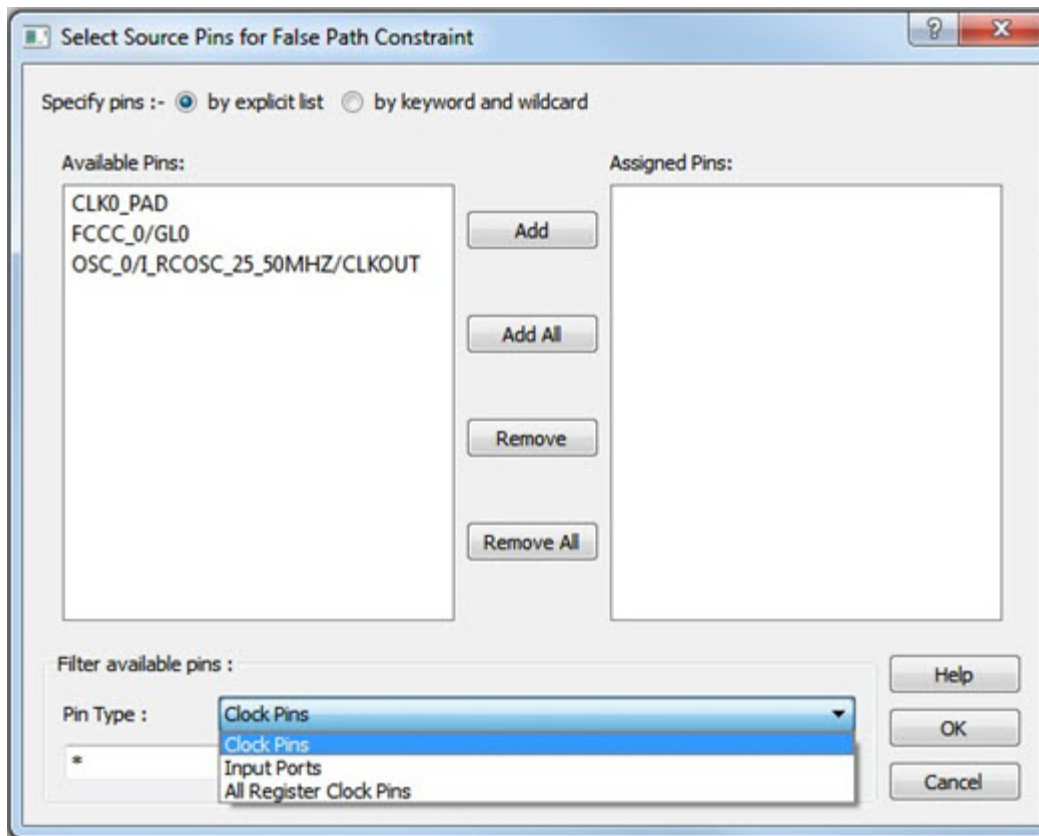 Select Source Pins for False Path Constraint
Specify pins :- by explicit list by keyword and wildcard
Available Pins:
Assigned Pins:
CLK0_PAD
FCCC_0/GL0
OSC_0/I_RCOSC_25_50MHZ/CLKOUT
Add
Add All
Remove
Remove All
Filter available pins :
Pin Type :
Clock Pins
Clock Pins
Input Ports
All Register Clock Pins
*
Help
OK
Cancel